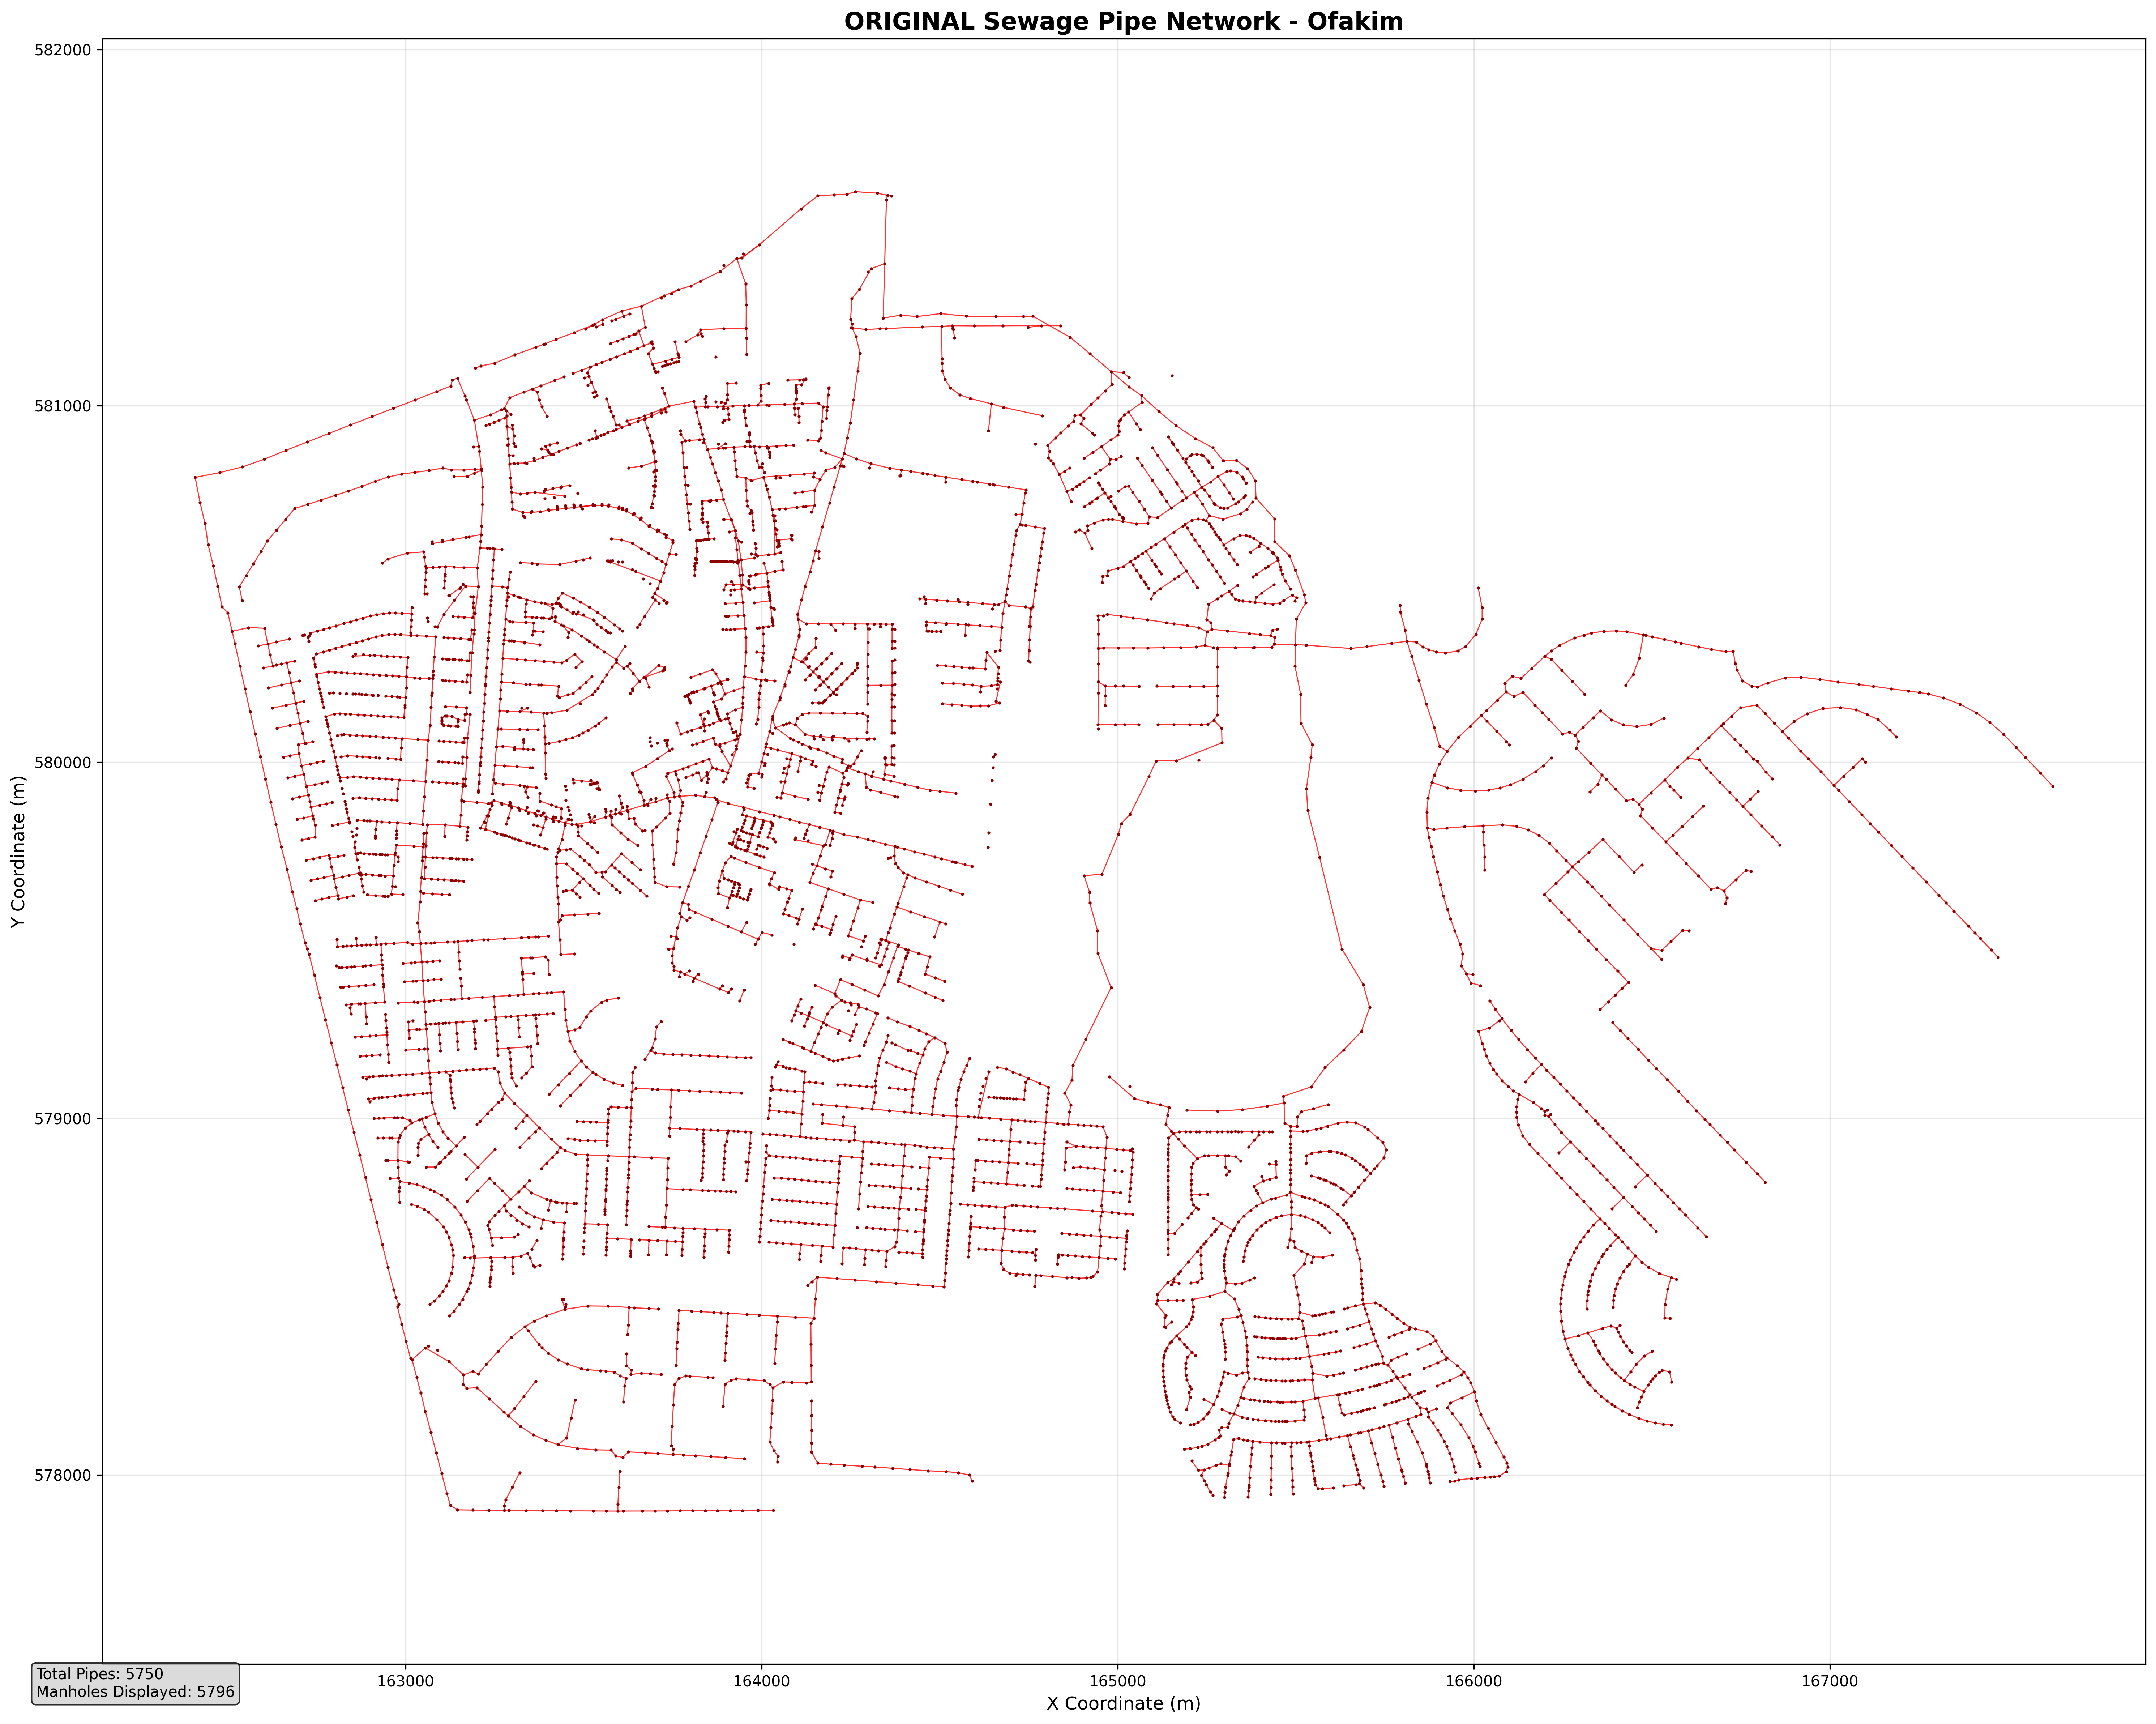 ORIGINAL Sewage Pipe Network - Ofakim
582000
581000
580000
579000
578000
Y Coordinate (m)
163000
164000
165000
166000
167000
X Coordinate (m)
Total Pipes: 5750
Manholes Displayed: 5796